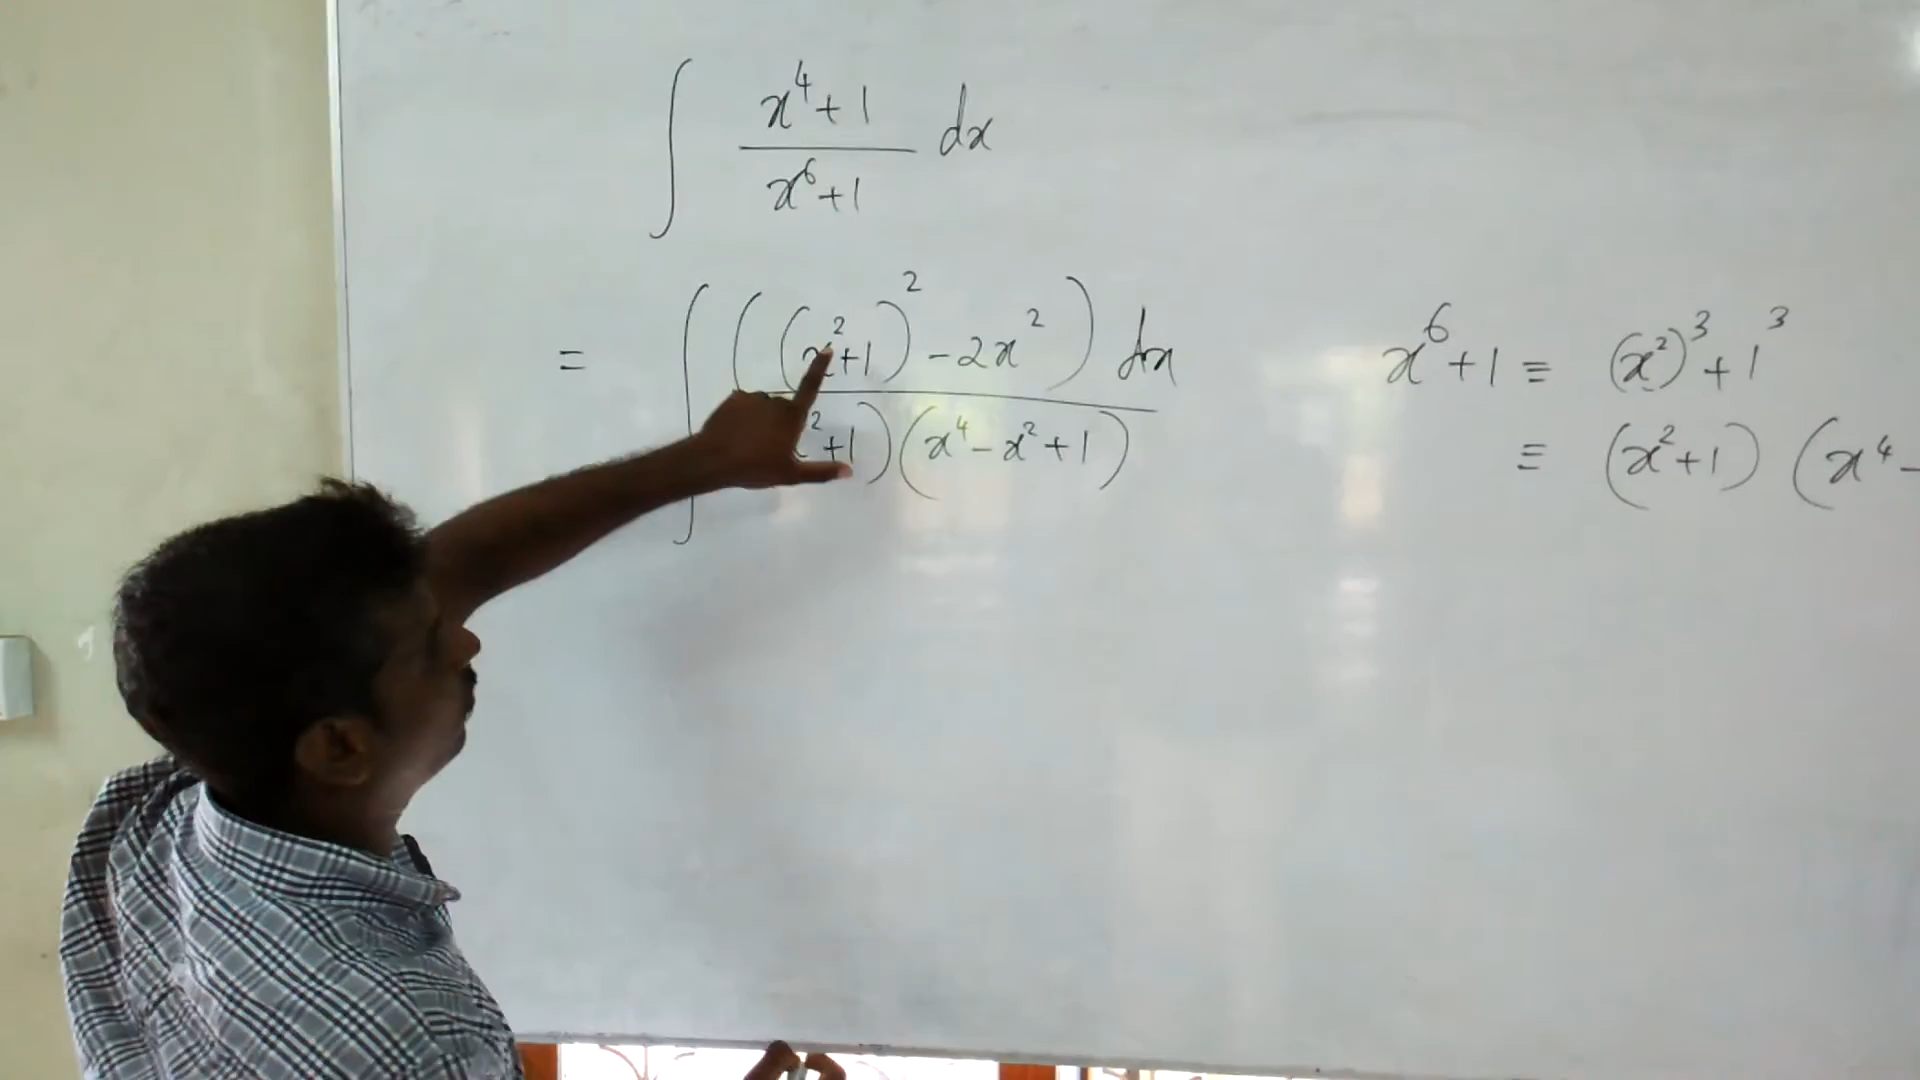 ∫ x⁴+1 / x⁶+1 dx
= ∫ ((x²+1)² - 2x²) dx / x²+1)(x⁴-x²+1)
x⁶+1 ≡ (x²)³+1³
≡ (x²+1) (x⁴-